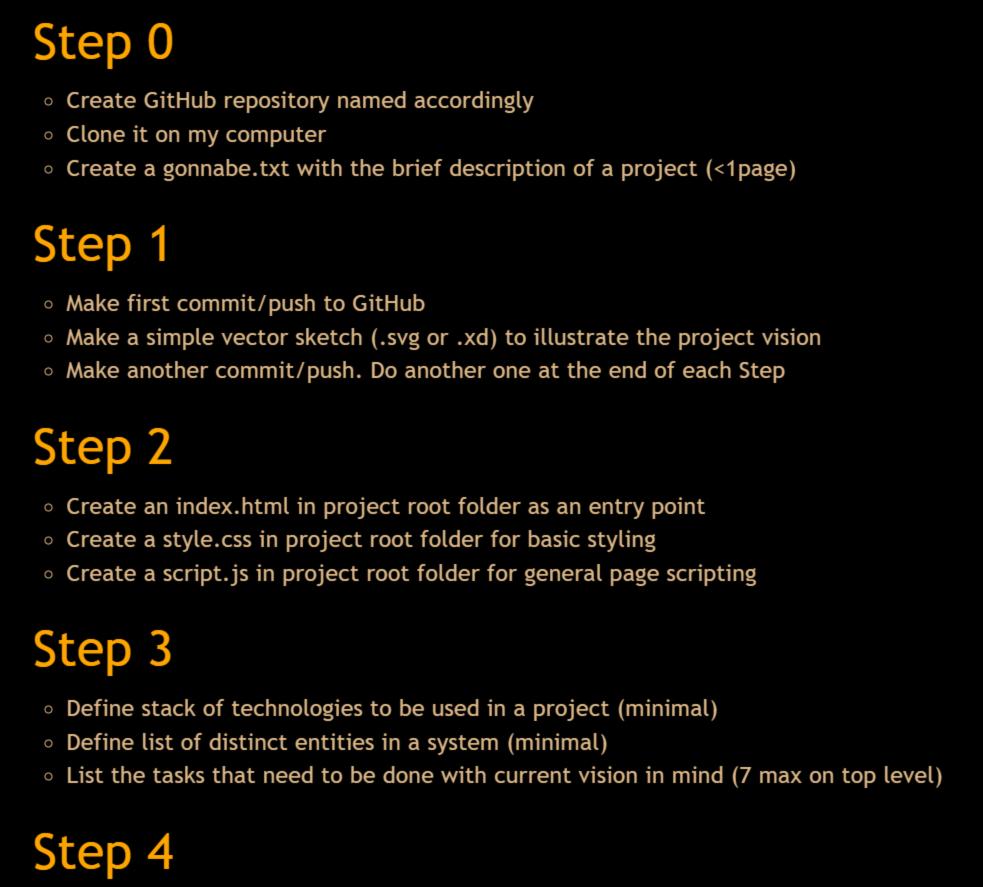 Step 0
Create GitHub repository named accordingly
Clone it on my computer
Create a gonnabe.txt with the brief description of a project (<1page)
Step 1
Make first commit/push to GitHub
Make a simple vector sketch (.svg or .xd) to illustrate the project vision
Make another commit/push. Do another one at the end of each Step
Step 2
Create an index.html in project root folder as an entry point
Create a style.css in project root folder for basic styling
Create a script.js in project root folder for general page scripting
Step 3
Define stack of technologies to be used in a project (minimal)
Define list of distinct entities in a system (minimal)
List the tasks that need to be done with current vision in mind (7 max on top level)
Step 4